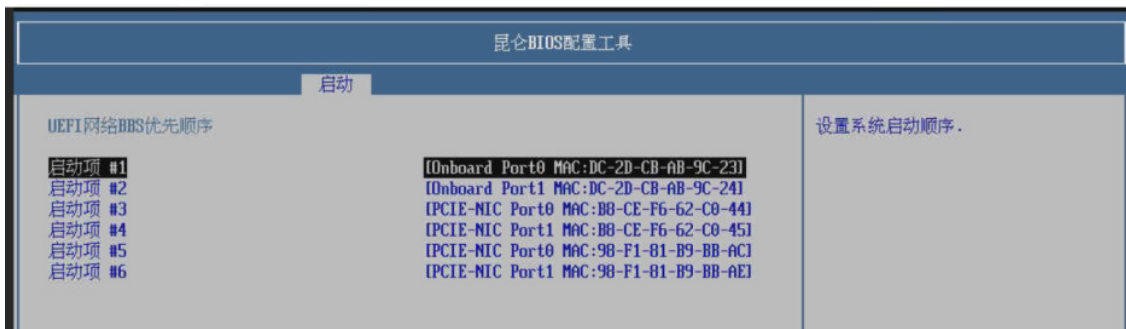 昆仑BIOS配置工具
启动
UEFI网络BBS优先顺序
设置系统启动顺序.
启动项 #1 [Onboard Port0 MAC:DC-2D-CB-AB-9C-23]
启动项 #2 [Onboard Port1 MAC:DC-2D-CB-AB-9C-24]
启动项 #3 [PCIE-NIC Port0 MAC:B8-CE-F6-62-C0-44]
启动项 #4 [PCIE-NIC Port1 MAC:B8-CE-F6-62-C0-45]
启动项 #5 [PCIE-NIC Port0 MAC:98-F1-81-B9-BB-AC]
启动项 #6 [PCIE-NIC Port1 MAC:98-F1-81-B9-BB-AE]